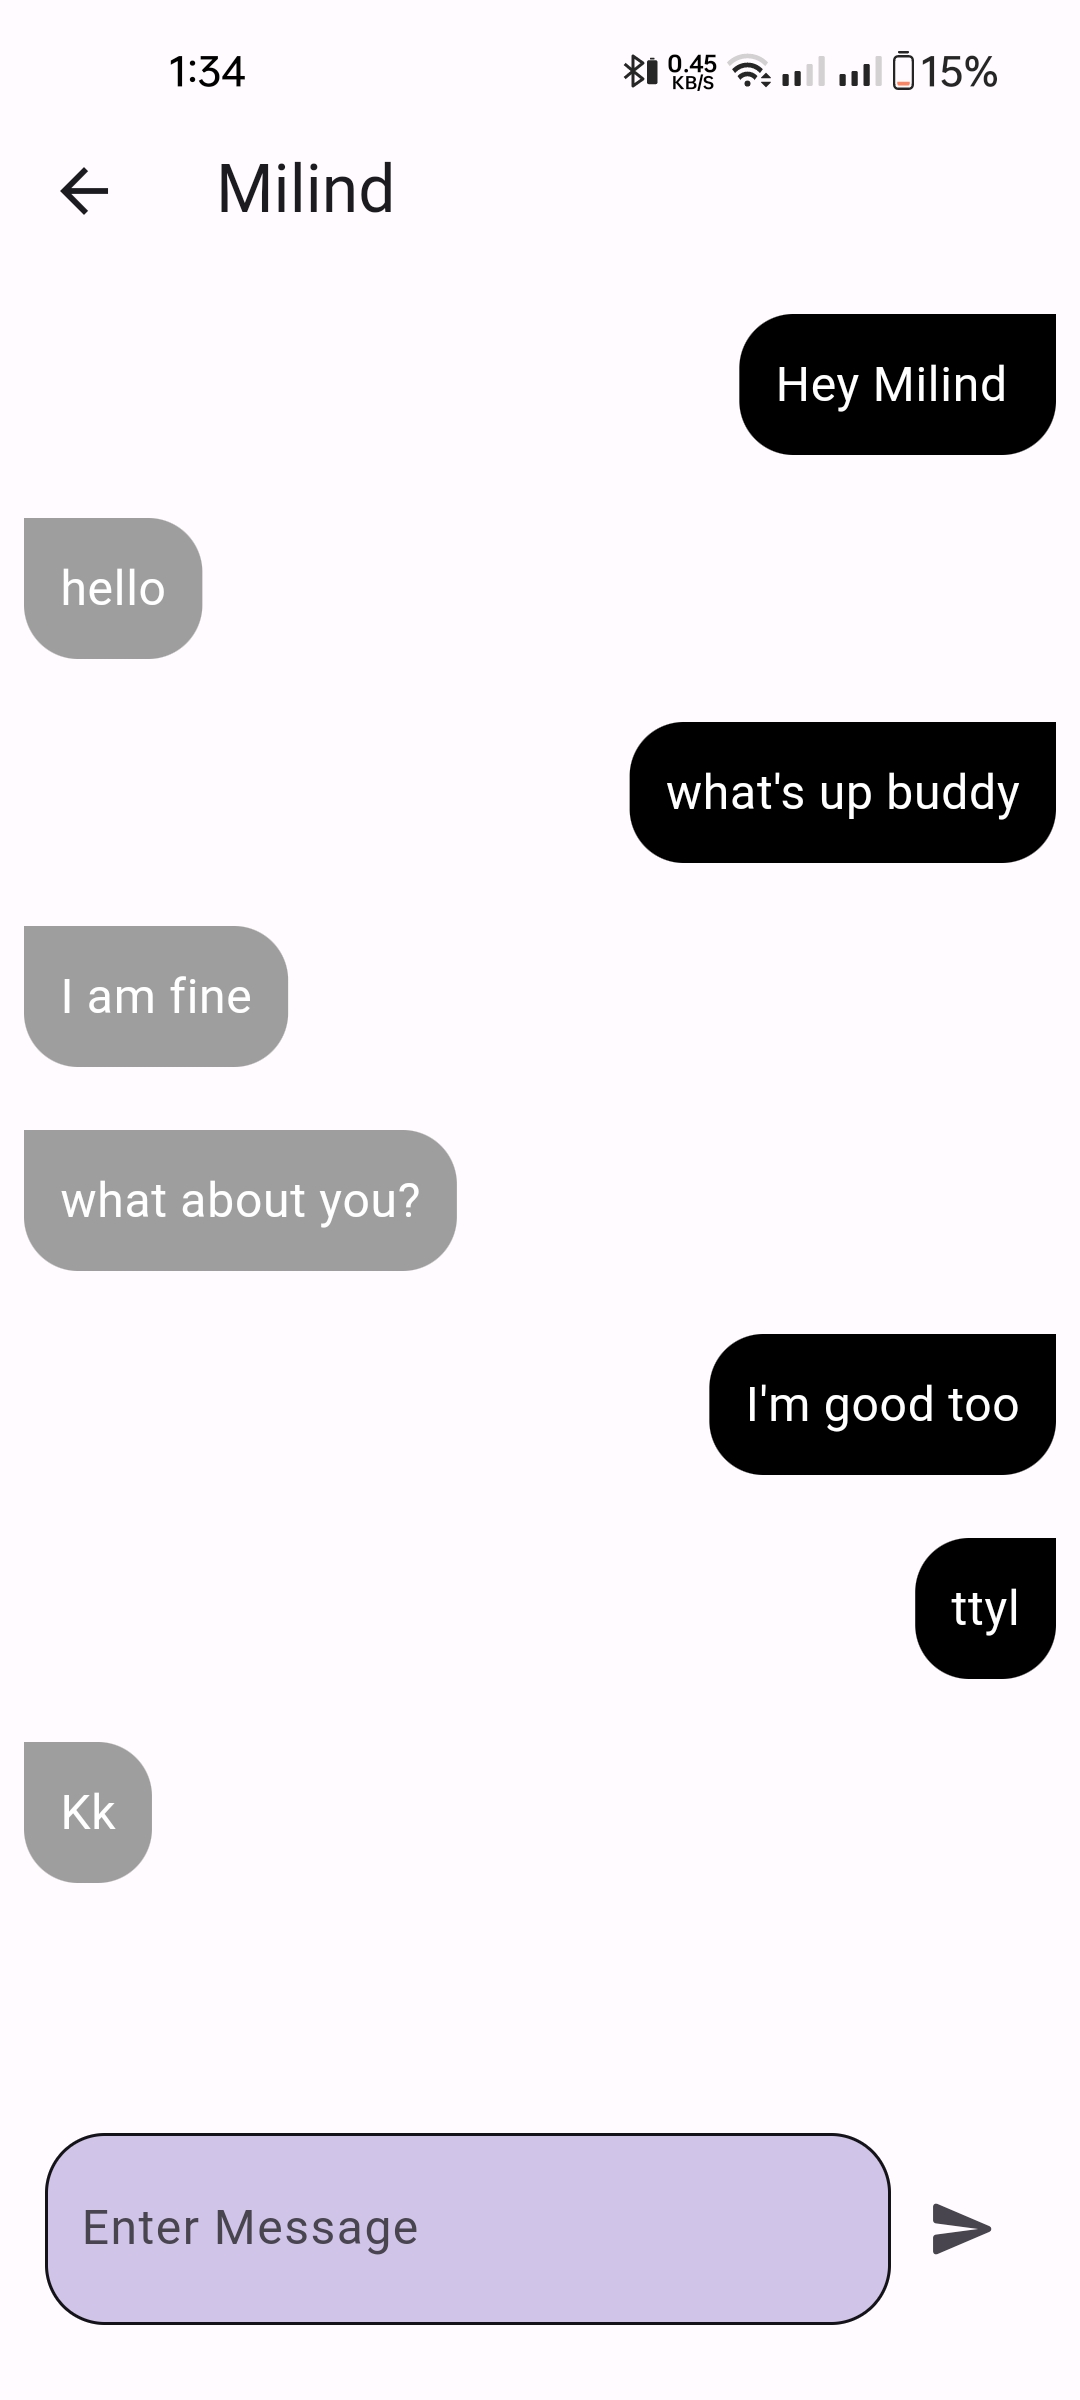 1:34
0.45
KB/S
15%
Milind
Hey Milind
hello
what's up buddy
I am fine
what about you?
I'm good too
ttyl
Kk
Enter Message